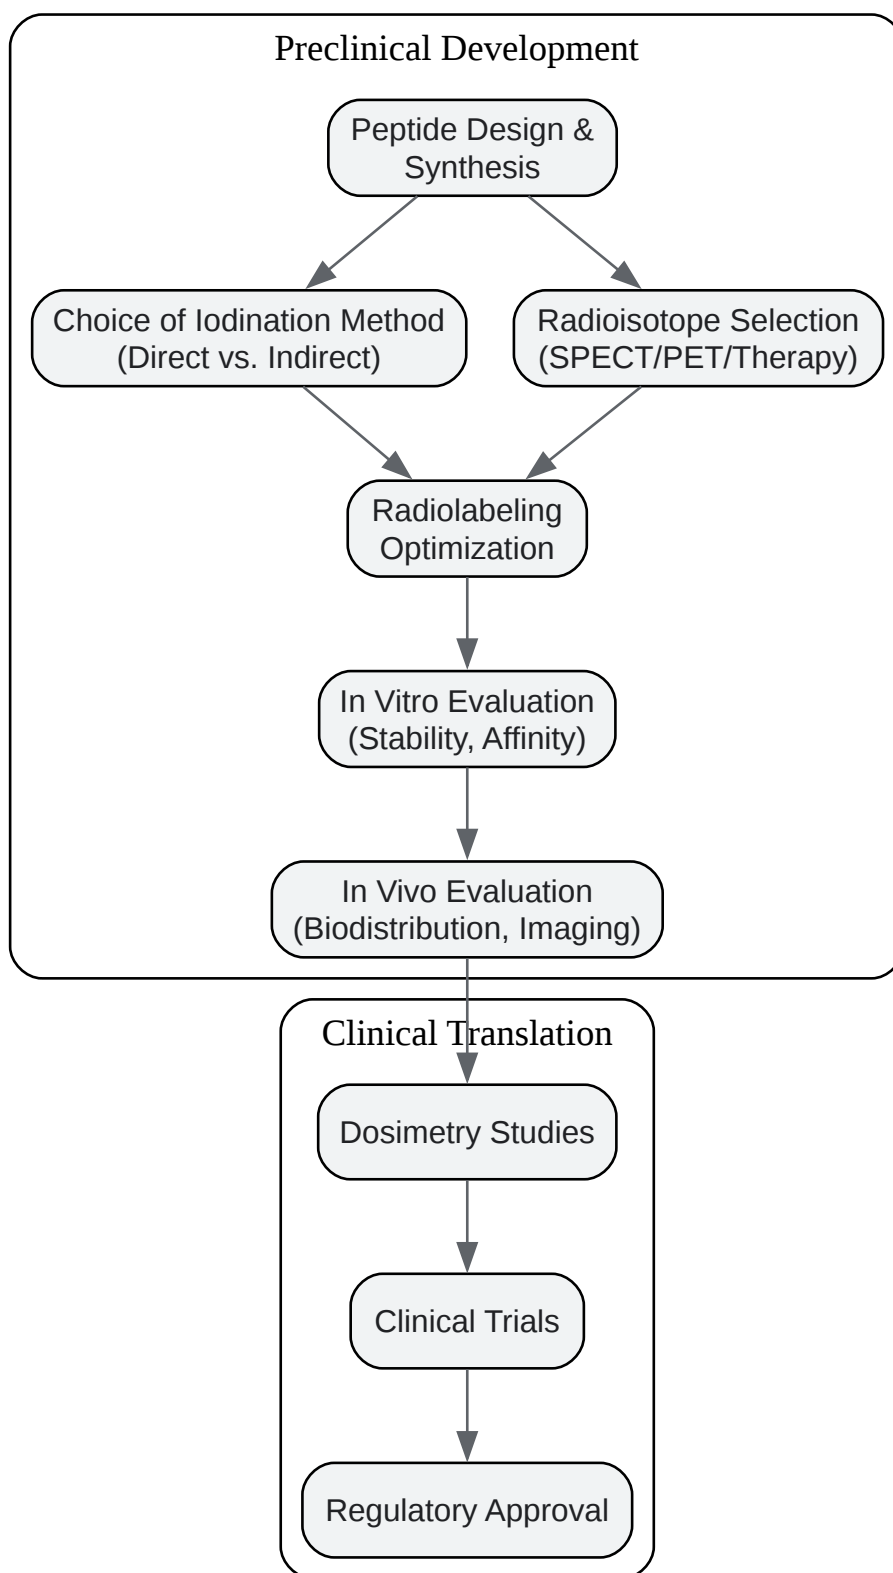 Preclinical Development
Peptide Design &
Synthesis
Choice of Iodination Method
(Direct vs. Indirect)
Radioisotope Selection
(SPECT/PET/Therapy)
Radiolabeling
Optimization
In Vitro Evaluation
(Stability, Affinity)
In Vivo Evaluation
(Biodistribution, Imaging)
Clinical Translation
Dosimetry Studies
Clinical Trials
Regulatory Approval